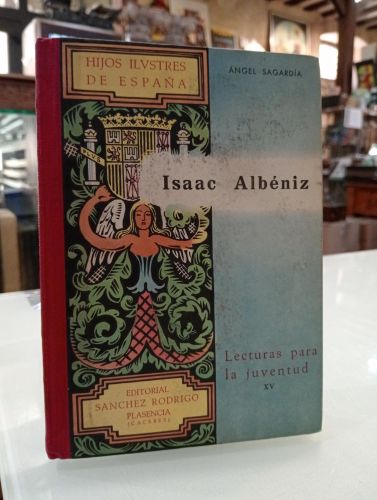 HIJOS ILVSTRES
DE ESPAÑA
ÁNGEL SAGARDÍA
Isaac Albéniz
Lecturas para
la juventud
XV
EDITORIAL
SANCHEZ RODRIGO
PLASENCIA
(CACERES)